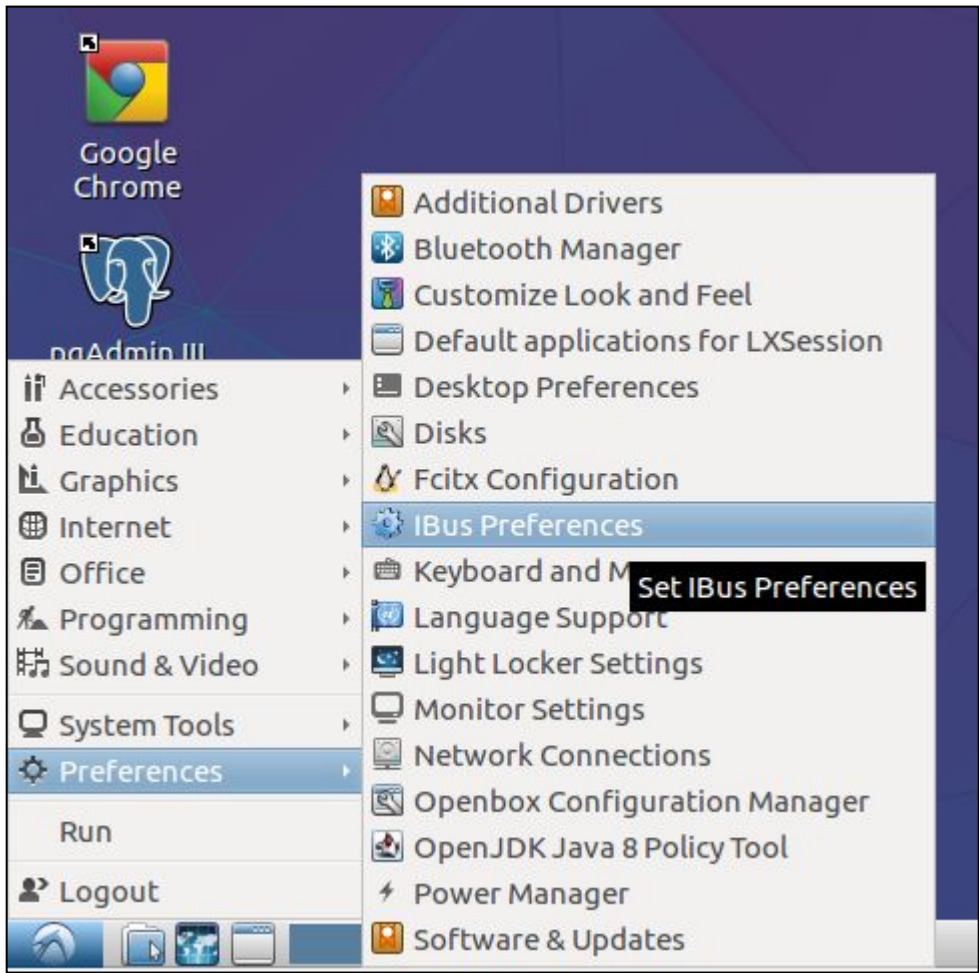 Google
Chrome
pgAdmin III
Accessories
Education
Graphics
Internet
Office
Programming
Sound & Video
System Tools
Preferences
Run
Logout
Additional Drivers
Bluetooth Manager
Customize Look and Feel
Default applications for LXSession
Desktop Preferences
Disks
Fcitx Configuration
IBus Preferences
Keyboard and M
Set IBus Preferences
Language Support
Light Locker Settings
Monitor Settings
Network Connections
Openbox Configuration Manager
OpenJDK Java 8 Policy Tool
Power Manager
Software & Updates